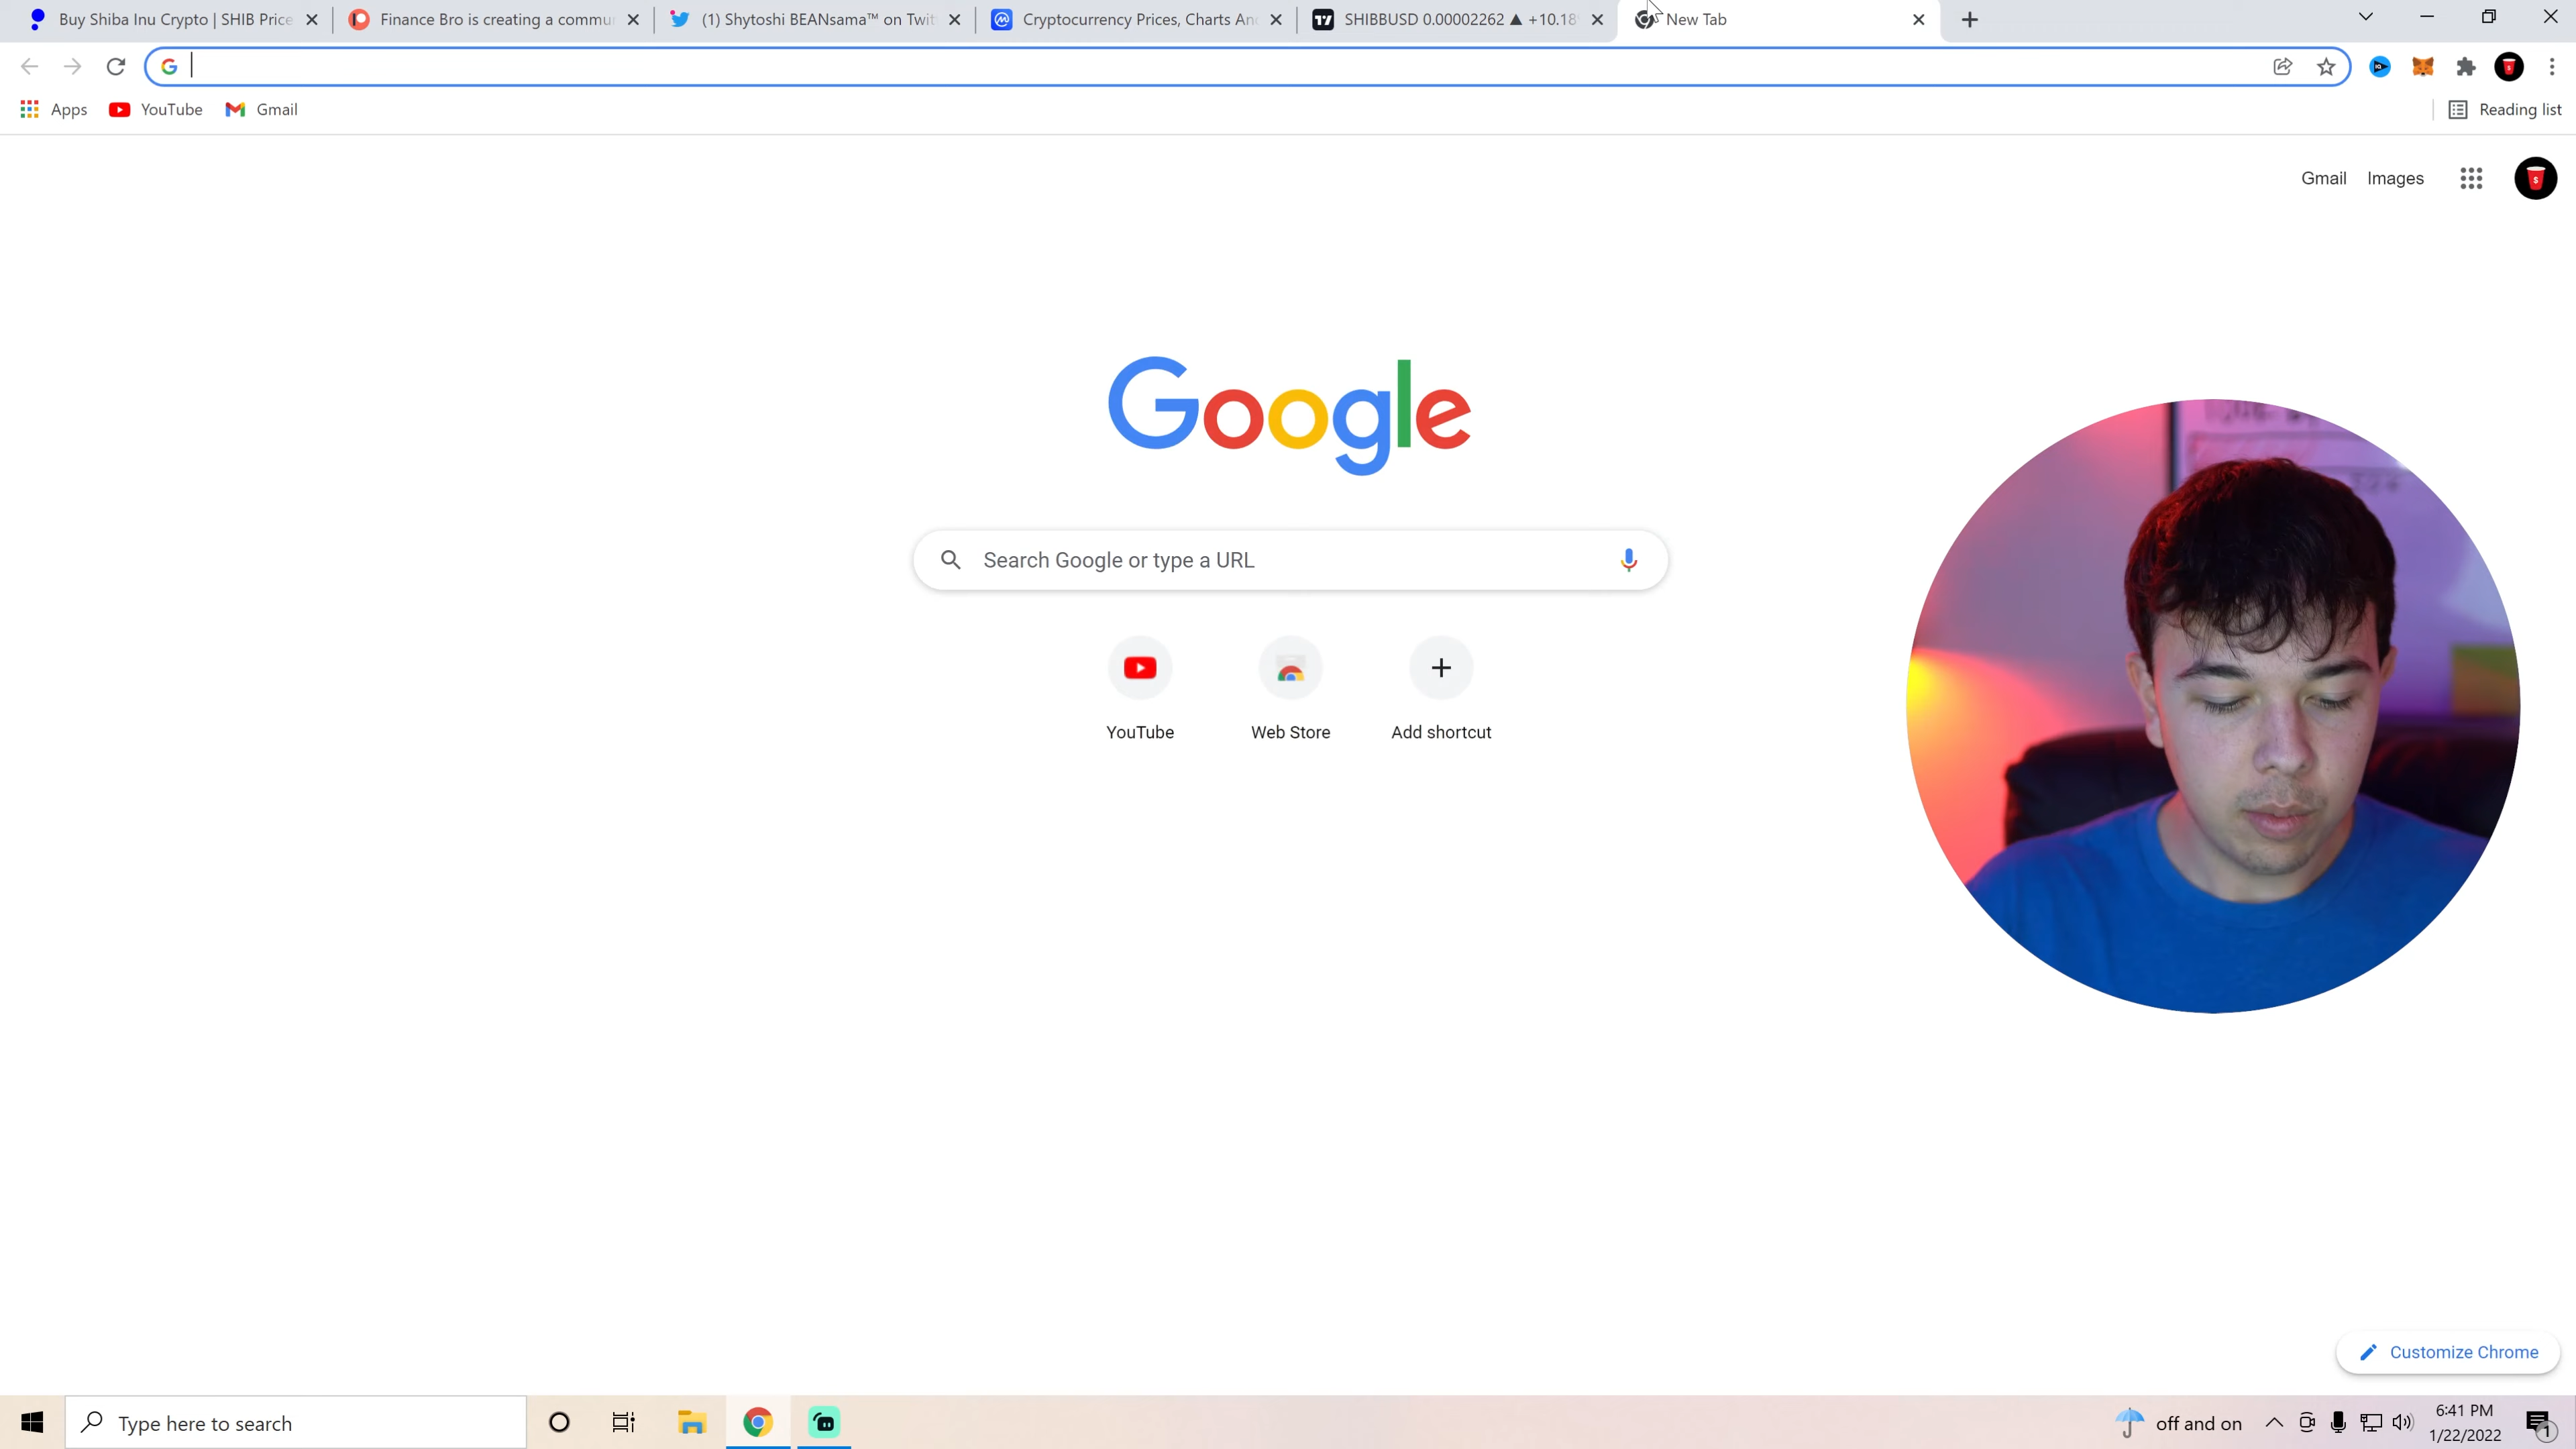 Buy Shiba Inu Crypto | SHIB Price
Finance Bro is creating a commu
(1) Shytoshi BEANsama™ on Twit
Cryptocurrency Prices, Charts An
SHIBBUSD 0.00002262 ▲ +10.18
New Tab
Apps
YouTube
Gmail
Reading list
Gmail
Images
Google
Search Google or type a URL
YouTube
Web Store
Add shortcut
Customize Chrome
Type here to search
off and on
6:41 PM
1/22/2022
1